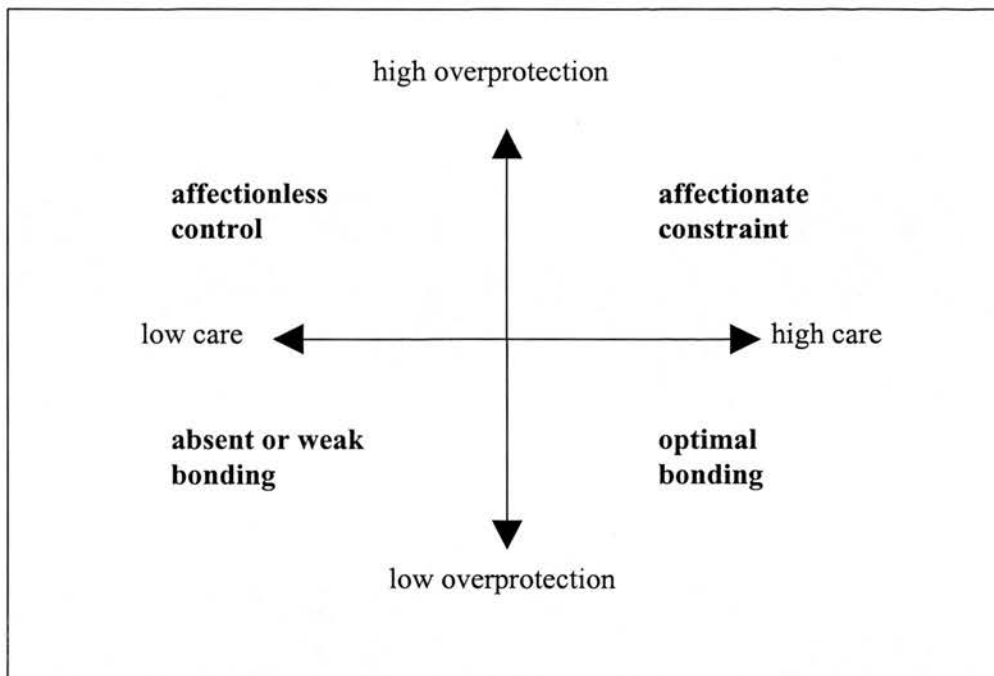 high overprotection
affectionless
control
affectionate
constraint
low care
high care
absent or weak
bonding
optimal
bonding
low overprotection